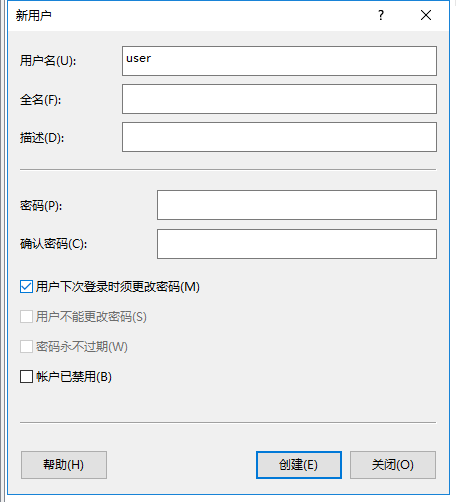 新用户
?
用户名(U):
user
全名(F):
描述(D):
密码(P):
确认密码(C):
用户下次登录时须更改密码(M)
用户不能更改密码(S)
密码永不过期(W)
帐户已禁用(B)
帮助(H)
创建(E)
关闭(O)